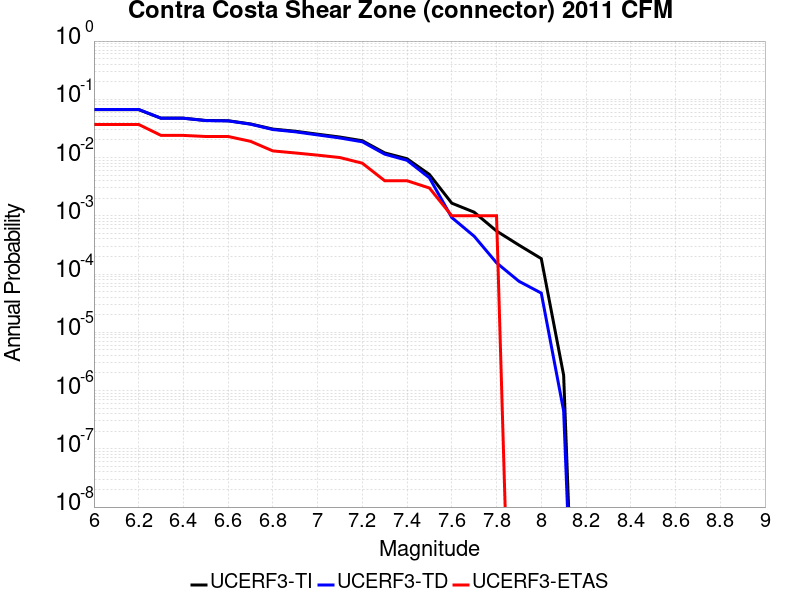 Contra Costa Shear Zone (connector) 2011 CFM
10^0
10^-1
10^-2
10^-3
10^-4
10^-5
10^-6
10^-7
10^-8
Annual Probability
6 6.2 6.4 6.6 6.8 7 7.2 7.4 7.6 7.8 8 8.2 8.4 8.6 8.8 9
Magnitude
UCERF3-TI UCERF3-TD UCERF3-ETAS